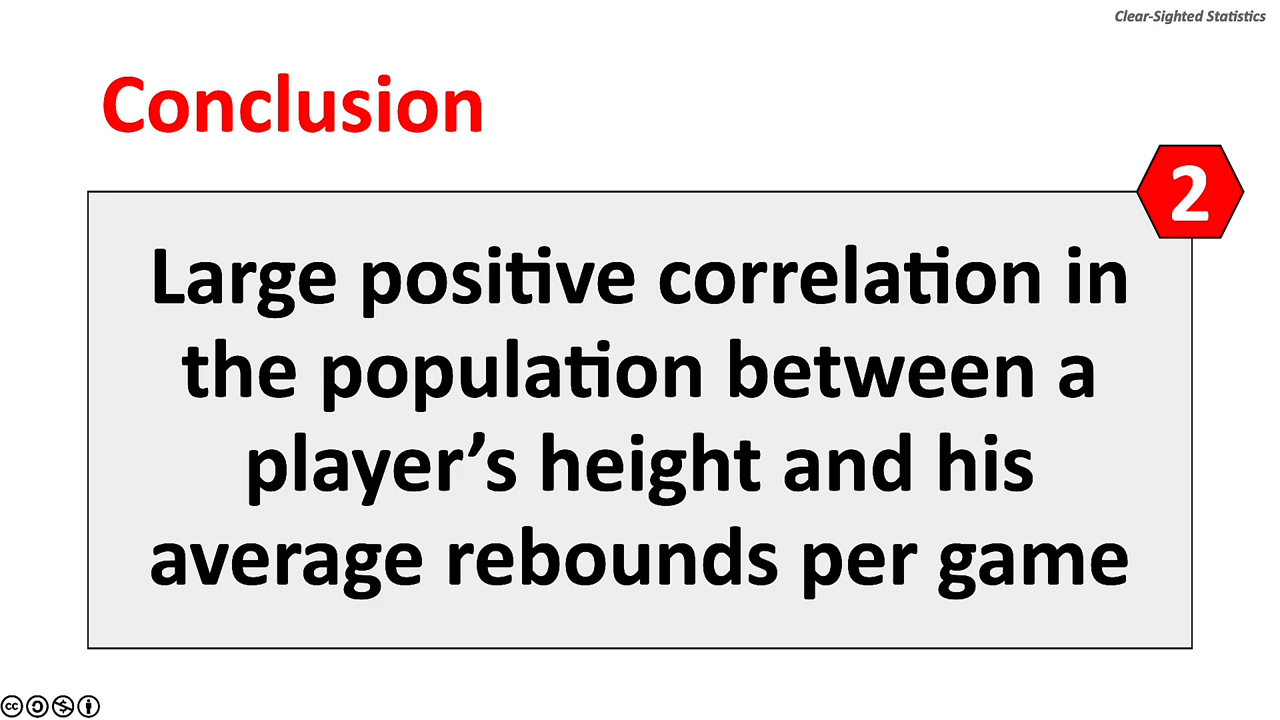 Clear-Sighted Statistics
Conclusion
2
Large positive correlation in
the population between a
player’s height and his
average rebounds per game
cc